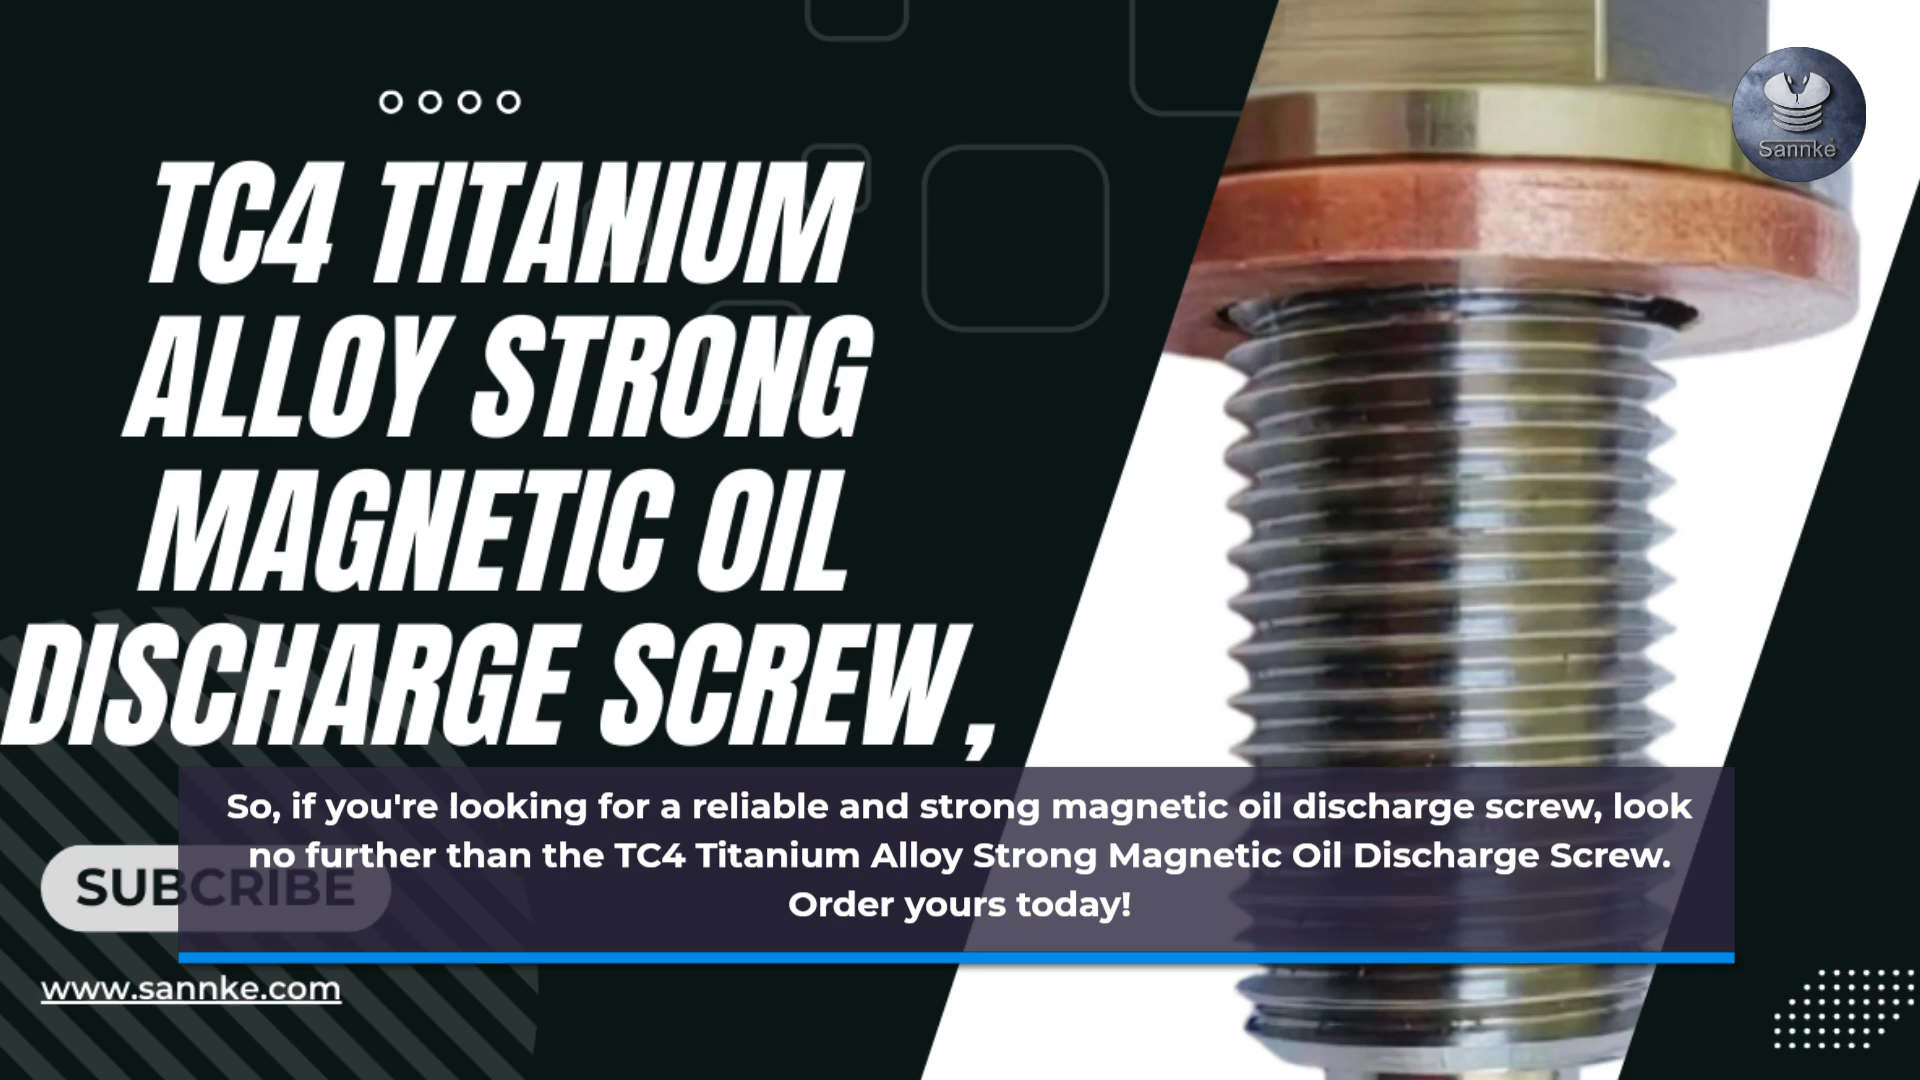 Sannke
TC4 TITANIUM
ALLOY STRONG
MAGNETIC OIL
DISCHARGE SCREW,
So, if you're looking for a reliable and strong magnetic oil discharge screw, look
no further than the TC4 Titanium Alloy Strong Magnetic Oil Discharge Screw.
Order yours today!
SUBCRIBE
www.sannke.com